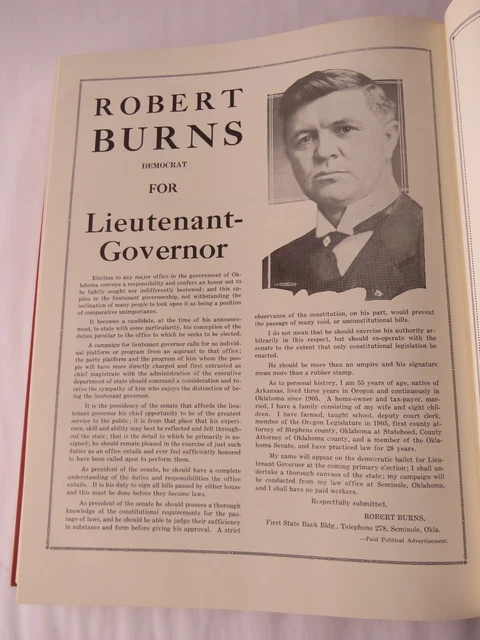 ROBERT
BURNS
DEMOCRAT
FOR
Lieutenant-
Governor
Election to any major office in the government of Ok-
lahoma conveys a responsibility and confers an honor not to
be lightly sought nor indifferently bestowed; and this ap-
plies to the lieutenant governorship, not withstanding the
inclination of many people to look upon it as being a position
of comparative unimportance.
It becomes a candidate, at the time of his announce-
ment, to state with some particularity, his conception of the
duties peculiar to the office to which he seeks to be elected.
A campaign for lieutenant governor calls for no individ-
ual platform or program from an aspirant to that office;
the party platform and the program of him whom the peo-
ple will have more directly charged and first entrusted as
chief magistrate with the administration of the executive
department of state should command a consideration and re-
ceive the sympathy of him who enjoys the distinction of be-
ing the lieutenant governor.
It is the presidency of the senate that affords the lieu-
tenant governor his chief opportunity to be of the greatest
service to the public; it is from that place that his experi-
ence, skill and ability may best be reflected and felt through-
out the state; that is the detail to which he primarily is as-
signed; he should remain in the exercise of just such
duties as an office entails and ever feel sufficiently honored
to have been called upon to perform them.
As president of the senate, he should have a complete
understanding of the duties and responsibilities the office
entails. It is his duty to sign all bills passed by either house
and this must be done before they become laws.
As president of the senate he should possess a thorough
knowledge of the constitutional requirements for the pas-
sage of laws, and he should be able to judge their sufficiency
in substance and form before giving his approval. A strict
observance of the constitution, on his part, would prevent
the passage of many void, or unconstitutional bills.
I do not mean that he should exercise his authority ar-
bitrarily in this respect, but should co-operate with the
senate to the extent that only constitutional legislation be
enacted.
He should be more than an umpire and his signature
mean more than a rubber stamp.
As to personal history, I am 55 years of age, native of
Arkansas, lived three years in Oregon and continuously in
Oklahoma since 1905. A home-owner and tax-payer, mar-
ried, I have a family consisting of my wife and eight chil-
dren. I have farmed, taught school, deputy court clerk,
member of the Oregon Legislature in 1905, first county at-
torney of Stephens county, Oklahoma at Statehood, County
Attorney of Oklahoma county, and a member of the Okla-
homa Senate, and have practiced law for 28 years.
My name will appear on the democratic ballot for Lieu-
tenant Governor at the coming primary election; I shall un-
dertake a thorough canvass of the state; my campaign will
be conducted from my law office at Seminole, Oklahoma,
and I shall have no paid workers.
Respectfully submitted,
ROBERT BURNS,
First State Bank Bldg., Telephone 278, Seminole, Okla.
—Paid Political Advertisement.